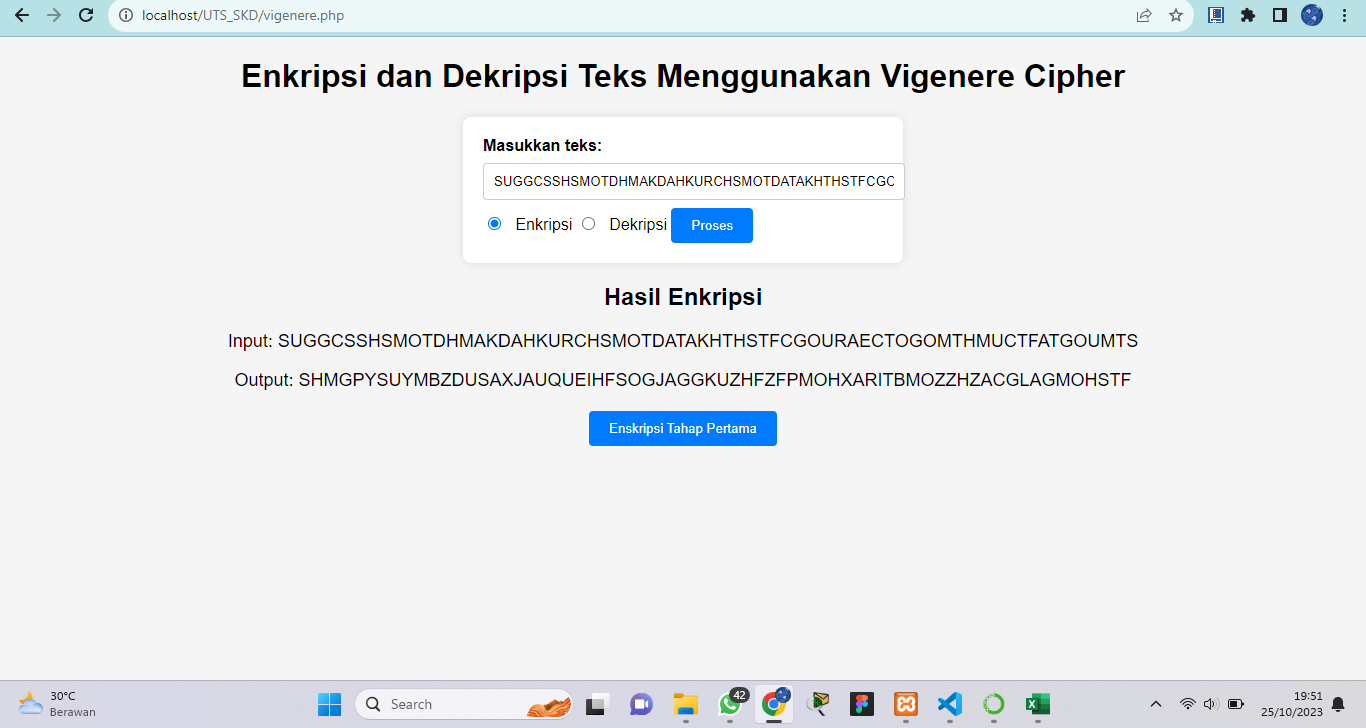 localhost/UTS_SKD/vigenere.php
Enkripsi dan Dekripsi Teks Menggunakan Vigenere Cipher
Masukkan teks:
SUGGCSSHSMOTDHMAKDAHKURCHSMOTDATAKHTHSTFCGC
Enkripsi Dekripsi Proses
Hasil Enkripsi
Input: SUGGCSSHSMOTDHMAKDAHKURCHSMOTDATAKHTHSTFCGOURAECTOGOMTHMUCTFATGOUMTS
Output: SHMGPYSUYMBZDUSAXJAUQUEIHFSOGJAGGKUZHFZFPMOHXARITBMOZZHZACGLAGMOHSTF
Enskripsi Tahap Pertama
30°C
Berawan
Search
42
19:51
25/10/2023